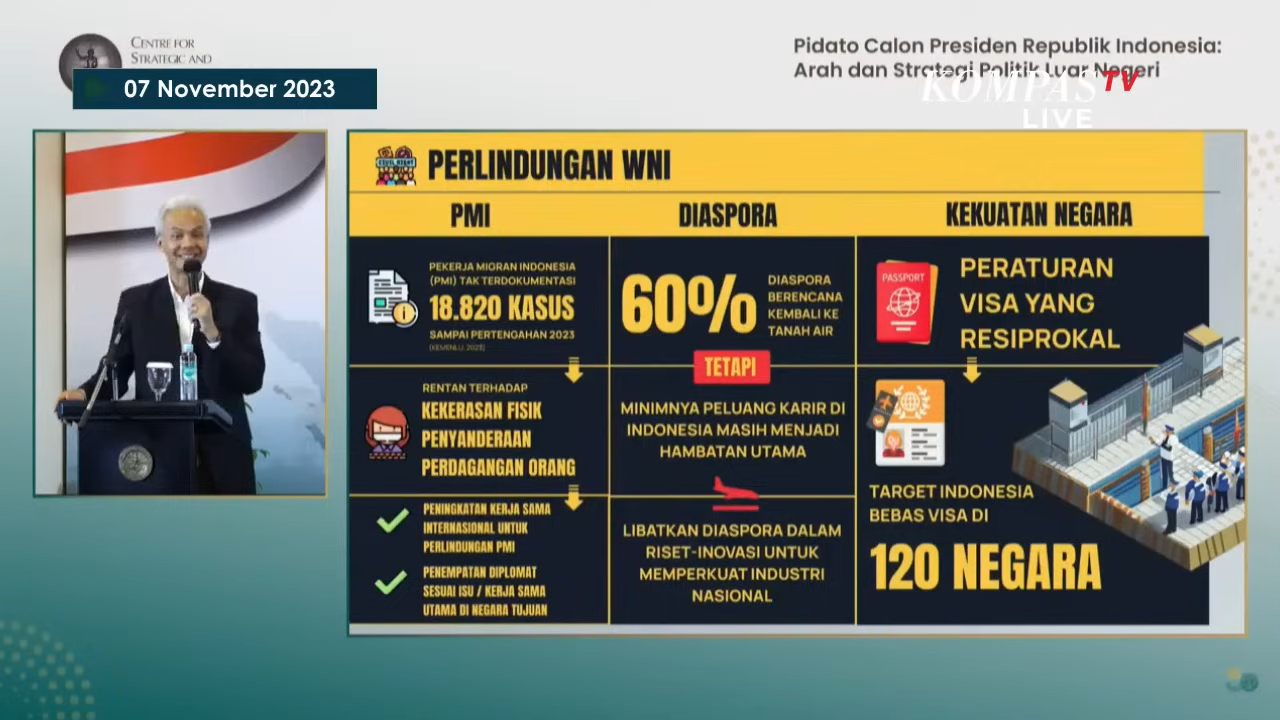 CENTRE FOR
STRATEGIC AND
07 November 2023
Pidato Calon Presiden Republik Indonesia:
Arah dan Strategi Politik Luar Negeri
KOMPAS TV
LIVE
CIVIL RIGHT
PERLINDUNGAN WNI
PMI
PEKERJA MIGRAN INDONESIA
(PMI) TAK TERDOKUMENTASI
18.820 KASUS
SAMPAI PERTENGAHAN 2023
(KEMENLU, 2023)
RENTAN TERHADAP
KEKERASAN FISIK
PENYANDERAAN
PERDAGANGAN ORANG
PENINGKATAN KERJA SAMA
INTERNASIONAL UNTUK
PERLINDUNGAN PMI
PENEMPATAN DIPLOMAT
SESUAI ISU / KERJA SAMA
UTAMA DI NEGARA TUJUAN
DIASPORA
60%
DIASPORA
BERENCANA
KEMBALI KE
TANAH AIR
TETAPI
MINIMNYA PELUANG KARIR DI
INDONESIA MASIH MENJADI
HAMBATAN UTAMA
LIBATKAN DIASPORA DALAM
RISET-INOVASI UNTUK
MEMPERKUAT INDUSTRI
NASIONAL
KEKUATAN NEGARA
PASSPORT
PERATURAN
VISA YANG
RESIPROKAL
TARGET INDONESIA
BEBAS VISA DI
120 NEGARA